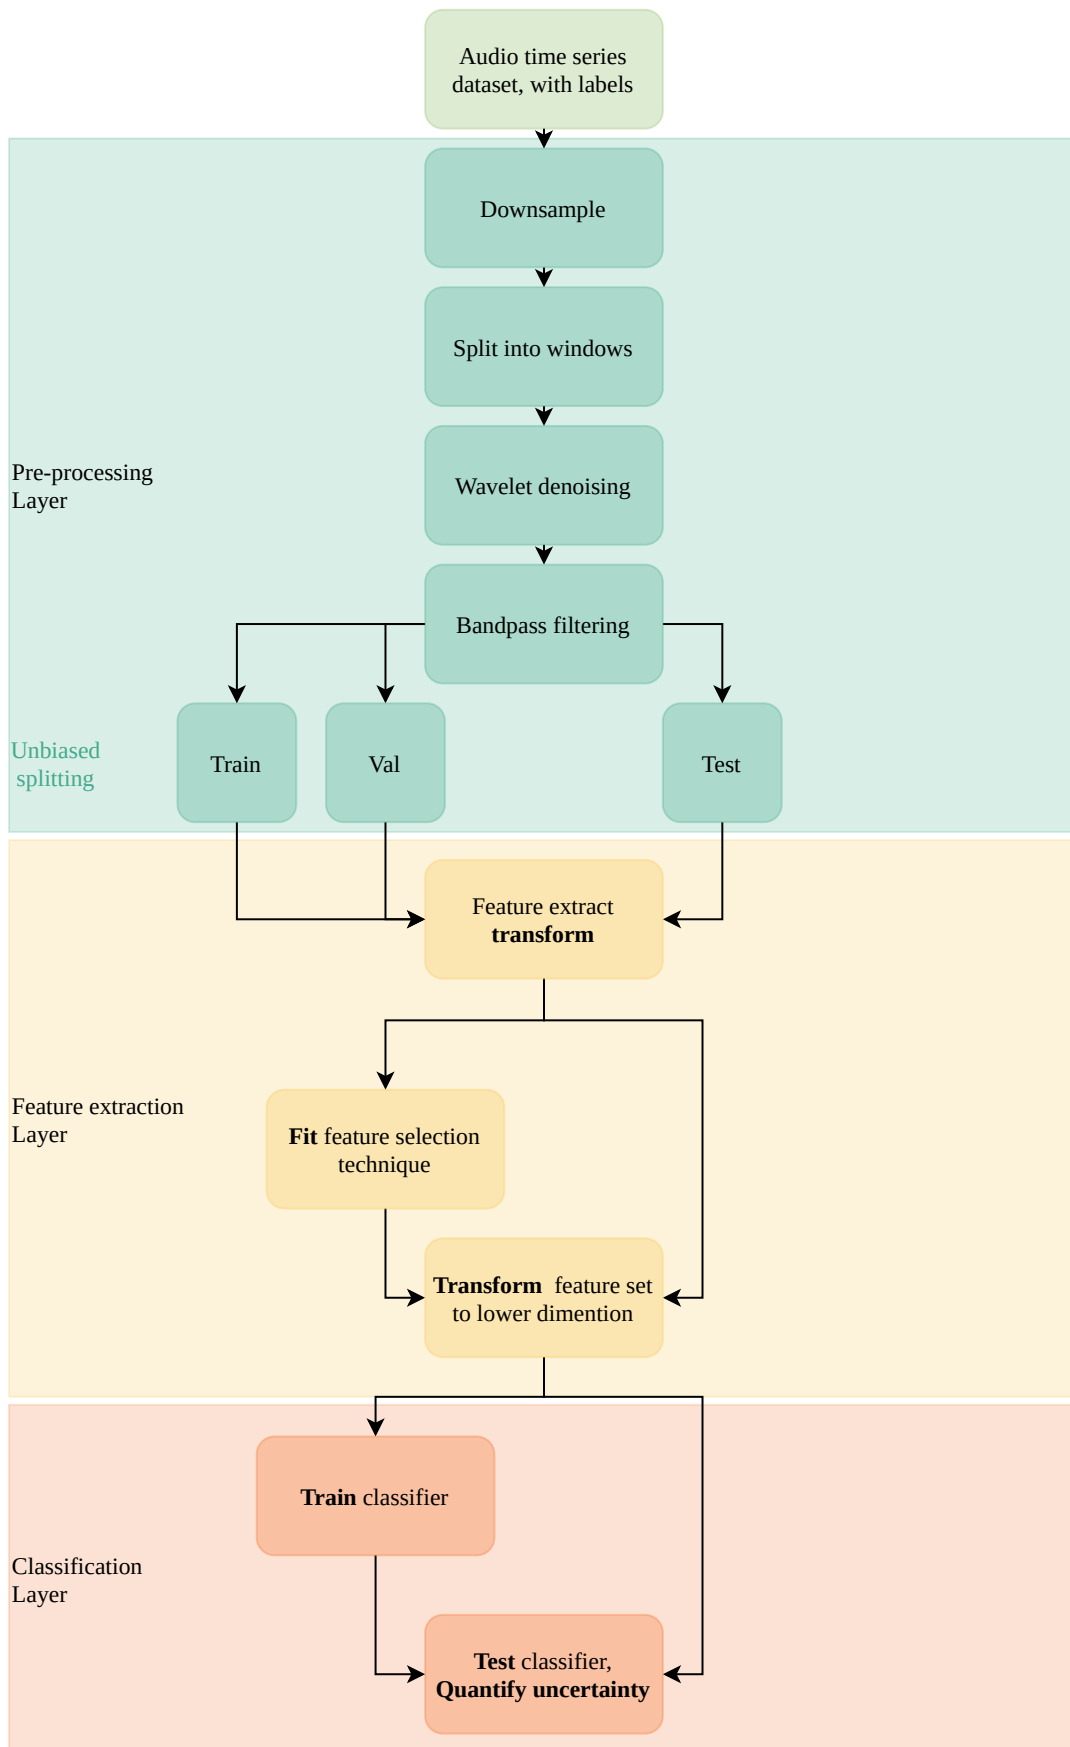 Audio time series
dataset, with labels
Downsample
Split into windows
Pre-processing
Layer
Wavelet denoising
Bandpass filtering
Unbiased
splitting
Train
Val
Test
Feature extract
transform
Feature extraction
Layer
Fit feature selection
technique
Transform feature set
to lower dimention
Train classifier
Classification
Layer
Test classifier,
Quantify uncertainty